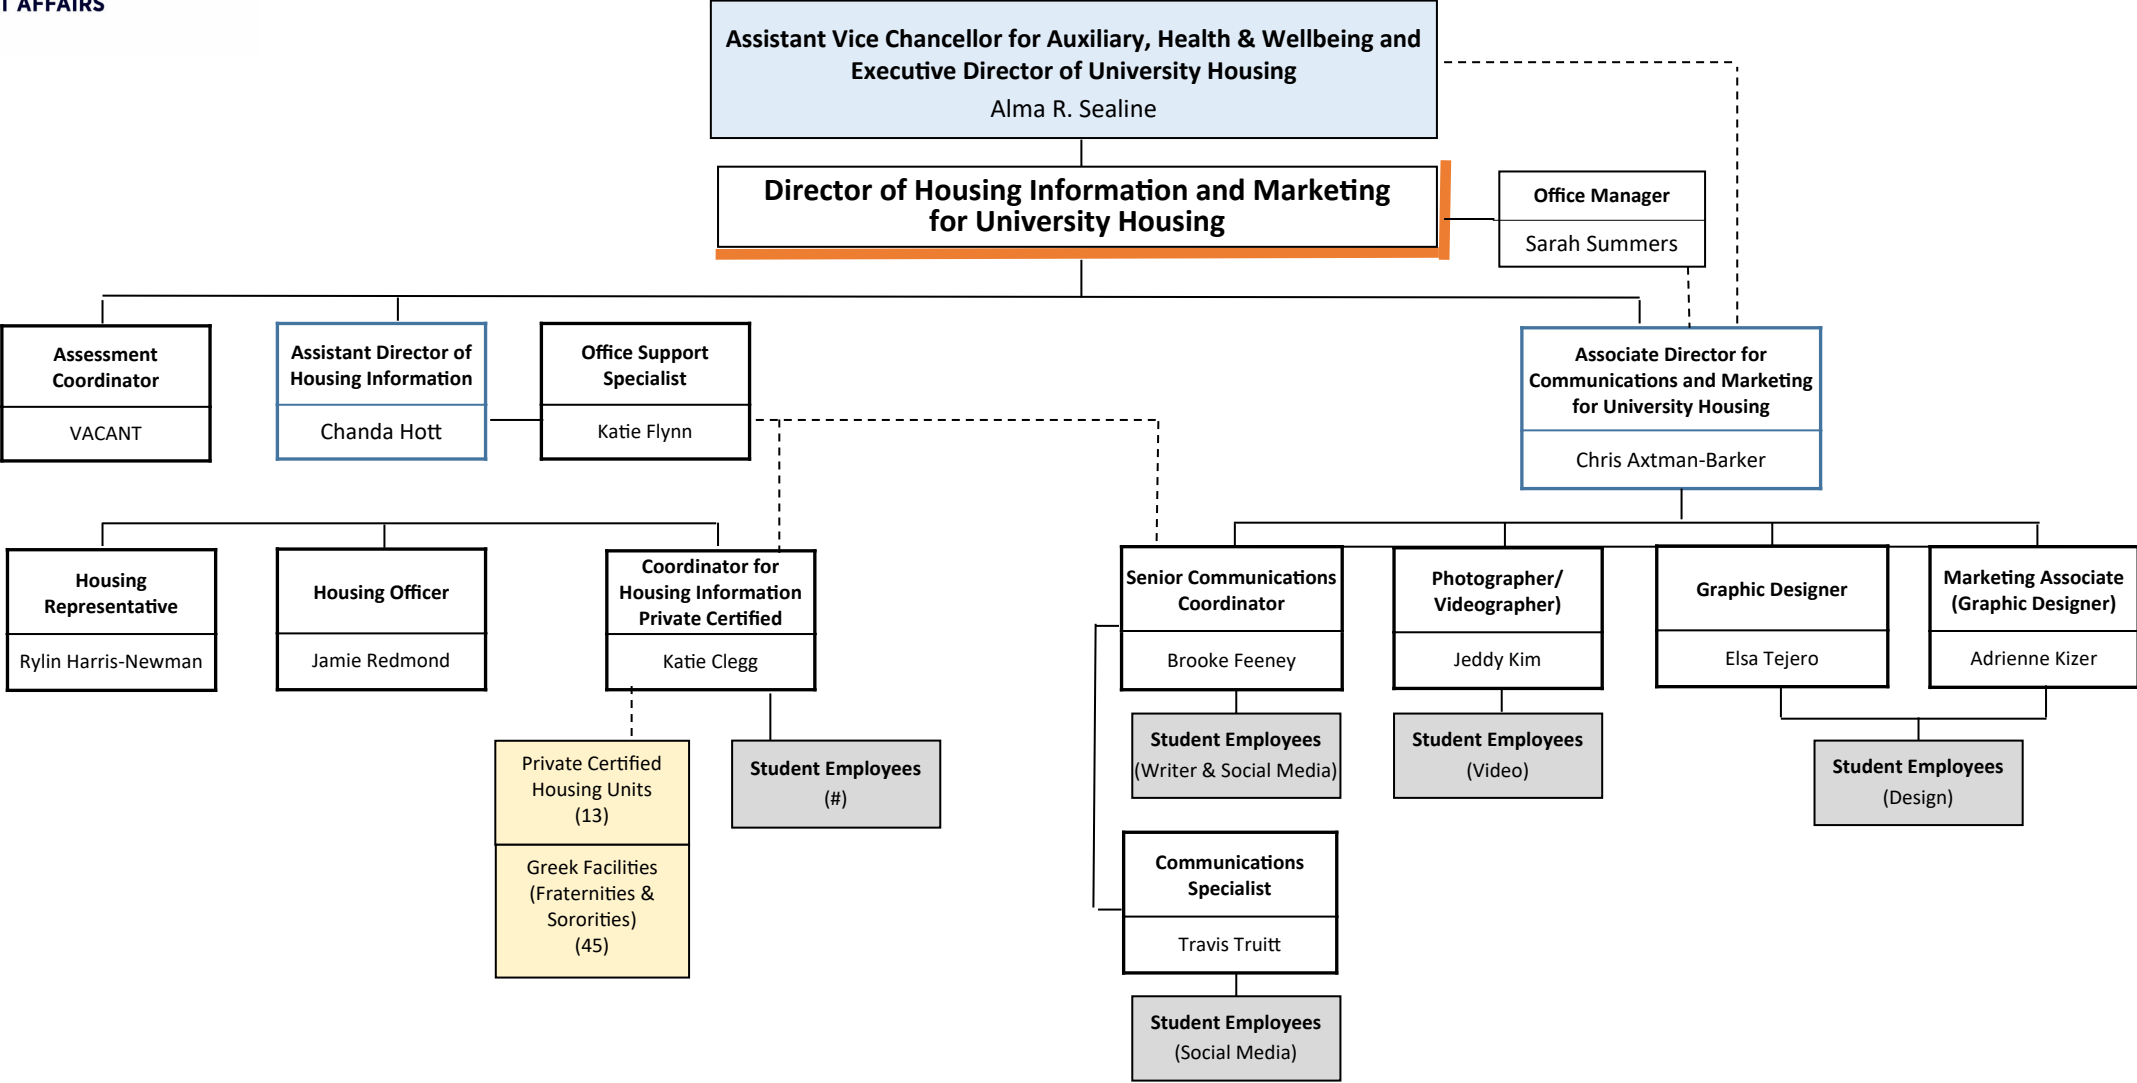 T AFFAIRS
Assistant Vice Chancellor for Auxiliary, Health & Wellbeing and
Executive Director of University Housing
Alma R. Sealine
Director of Housing Information and Marketing
for University Housing
Office Manager
Sarah Summers
Assessment
Coordinator
VACANT
Assistant Director of
Housing Information
Chanda Hott
Office Support
Specialist
Katie Flynn
Associate Director for
Communications and Marketing
for University Housing
Chris Axtman-Barker
Housing
Representative
Rylin Harris-Newman
Housing Officer
Jamie Redmond
Coordinator for
Housing Information
Private Certified
Katie Clegg
Senior Communications
Coordinator
Brooke Feeney
Photographer/
Videographer)
Jeddy Kim
Graphic Designer
Elsa Tejero
Marketing Associate
(Graphic Designer)
Adrienne Kizer
Private Certified
Housing Units
(13)
Greek Facilities
(Fraternities &
Sororities)
(45)
Student Employees
(#)
Student Employees
(Writer & Social Media)
Student Employees
(Video)
Student Employees
(Design)
Communications
Specialist
Travis Truitt
Student Employees
(Social Media)